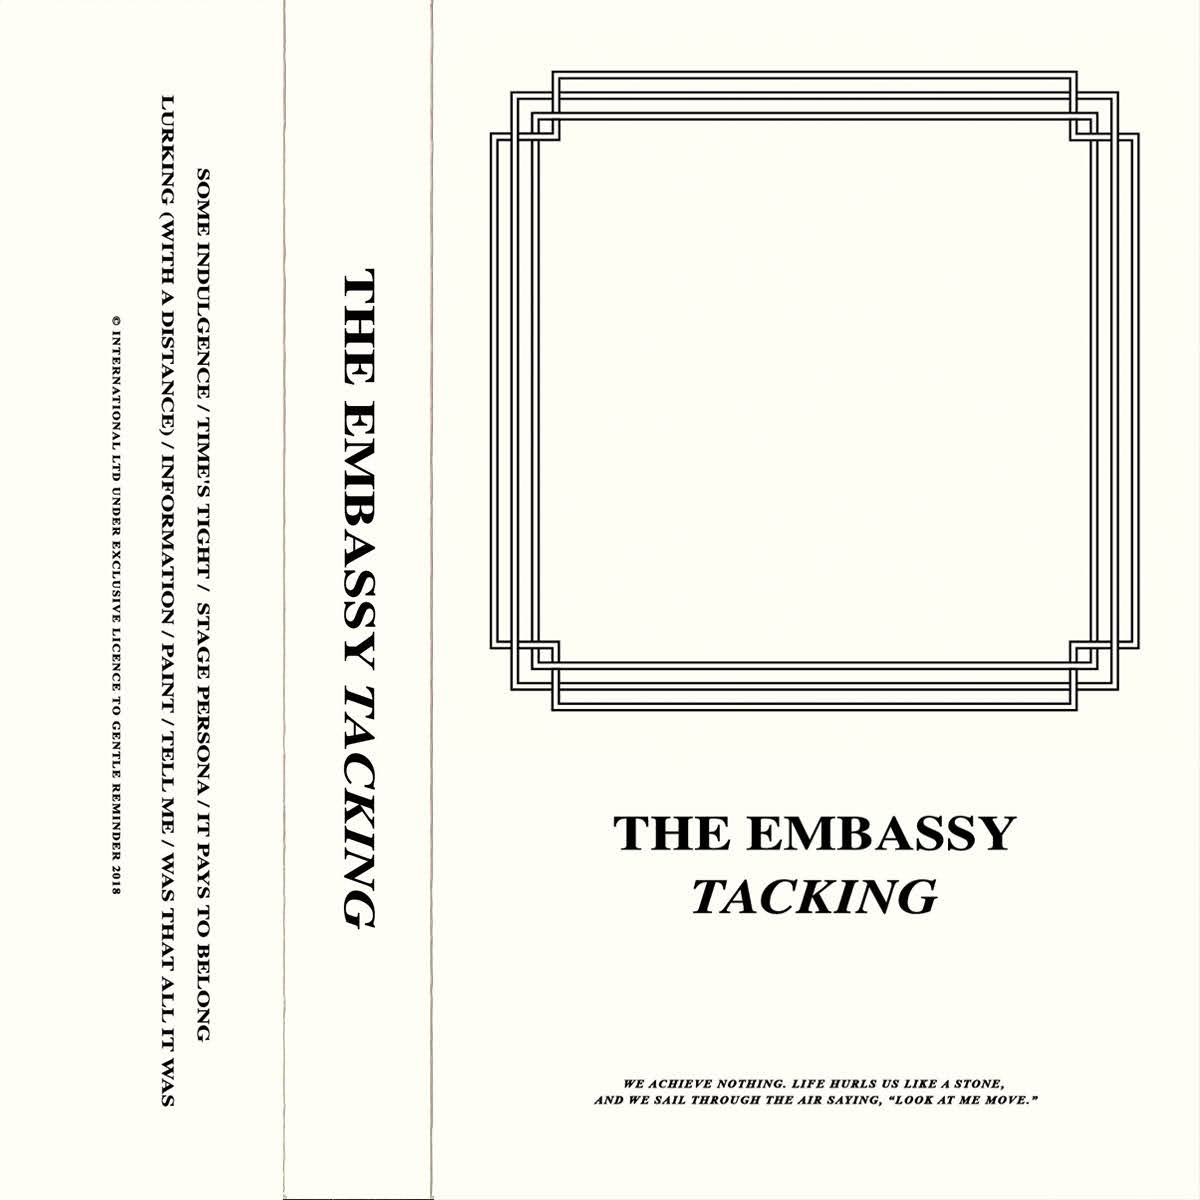 SOME INDULGENCE / TIME'S TIGHT / STAGE PERSONA / IT PAYS TO BELONG
LURKING (WITH A DISTANCE) / INFORMATION / PAINT / TELL ME / WAS THAT ALL IT WAS
© INTERNATIONAL LTD UNDER EXCLUSIVE LICENCE TO GENTLE REMINDER 2018
THE EMBASSY TACKING
THE EMBASSY
TACKING
WE ACHIEVE NOTHING. LIFE HURLS US LIKE A STONE,
AND WE SAIL THROUGH THE AIR SAYING, “LOOK AT ME MOVE.”